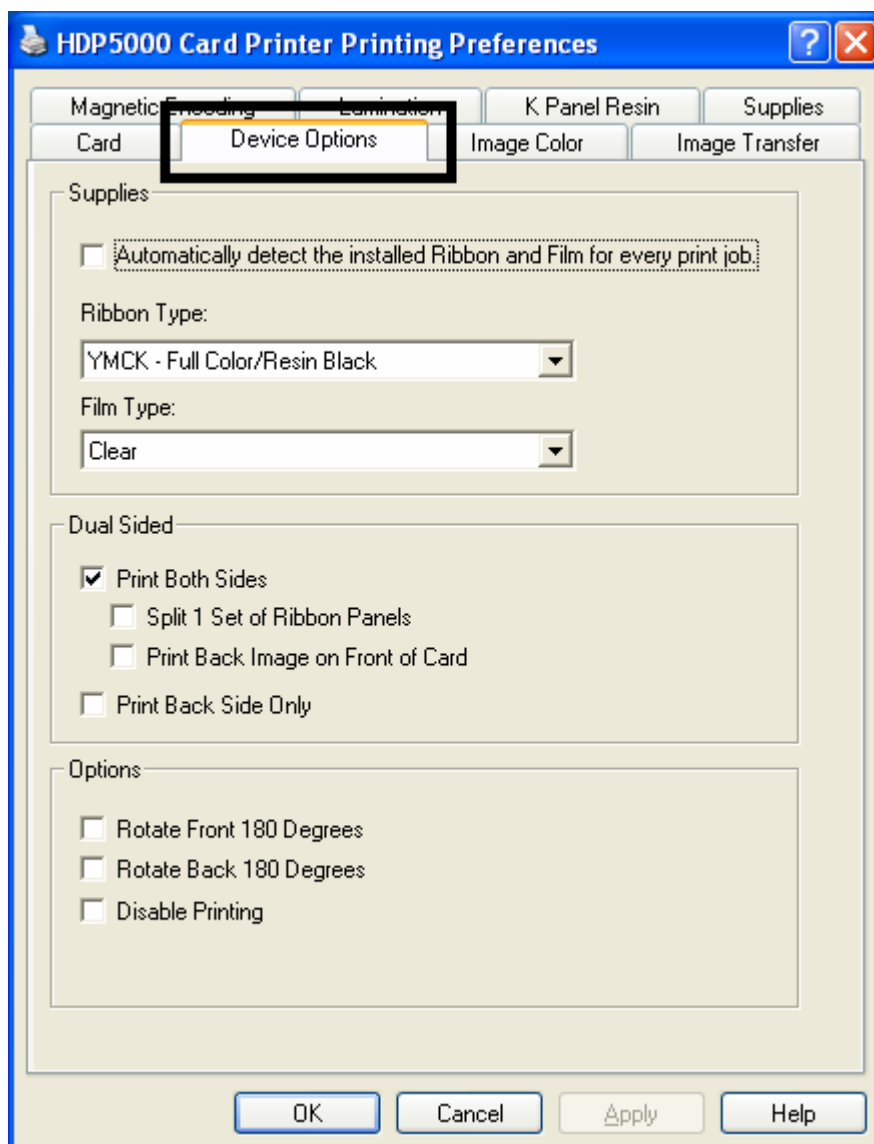 HDP5000 Card Printer Printing Preferences
Magnetic Encoding Lamination K Panel Resin Supplies
Card Device Options Image Color Image Transfer
Supplies
Automatically detect the installed Ribbon and Film for every print job.
Ribbon Type:
YMCK - Full Color/Resin Black
Film Type:
Clear
Dual Sided
Print Both Sides
Split 1 Set of Ribbon Panels
Print Back Image on Front of Card
Print Back Side Only
Options
Rotate Front 180 Degrees
Rotate Back 180 Degrees
Disable Printing
OK Cancel Apply Help